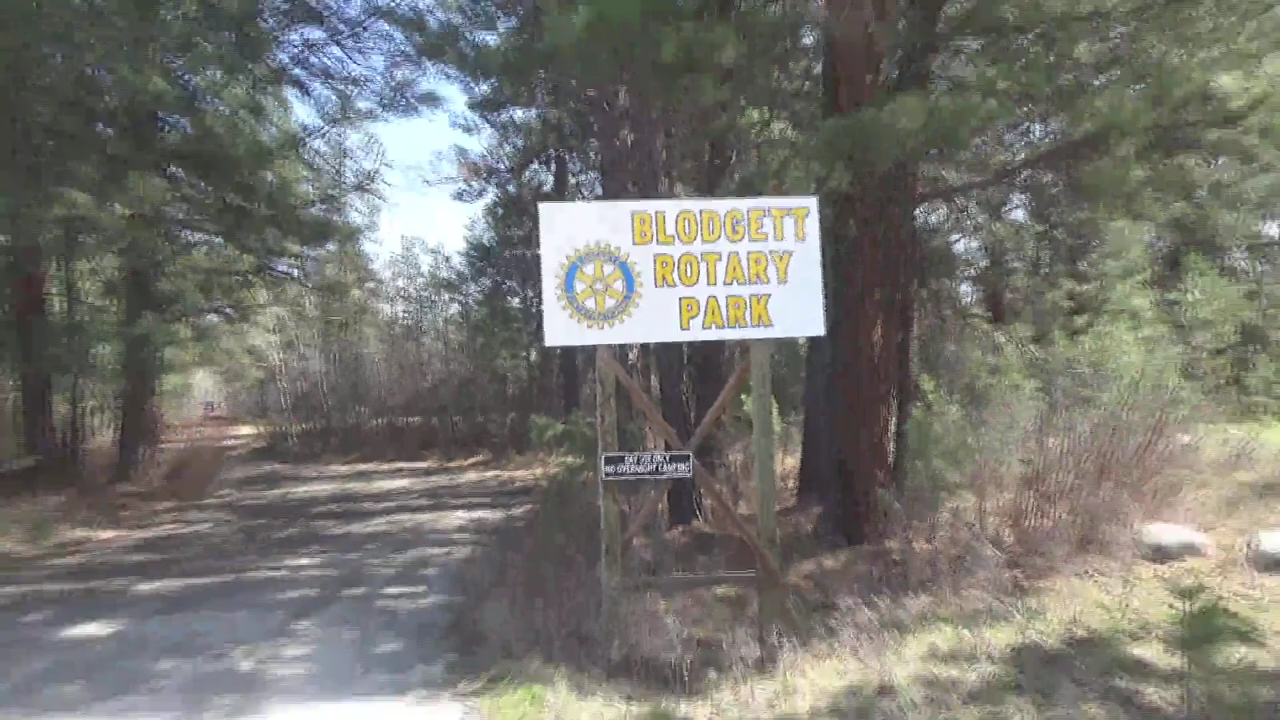 BLODGETT
ROTARY
PARK
DAY USE ONLY
NO OVERNIGHT CAMPING